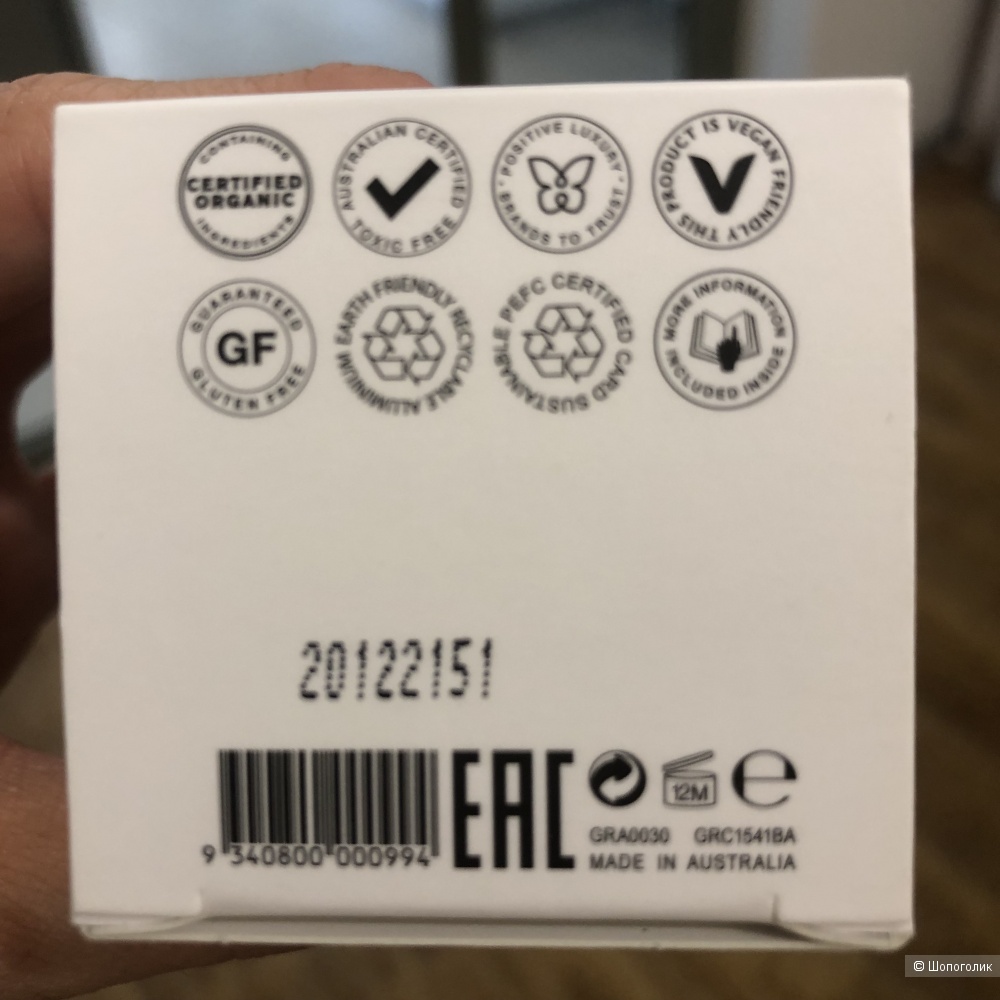 CONTAINING
CERTIFIED
ORGANIC
INGREDIENTS
AUSTRALIAN CERTIFIED
TOXIC FREE
POSITIVE LUXURY
BRANDS TO TRUST
THIS PRODUCT IS VEGAN FRIENDLY
V
GUARANTEED
GF
GLUTEN FREE
EARTH FRIENDLY RECYCLABLE ALUMINIUM
PEFC CERTIFIED CARD SUSTAINABLE
MORE INFORMATION
INCLUDED INSIDE
20122151
9 340800 000994
EAC
12M
e
GRA0030 GRC1541BA
MADE IN AUSTRALIA
© Шопоголик